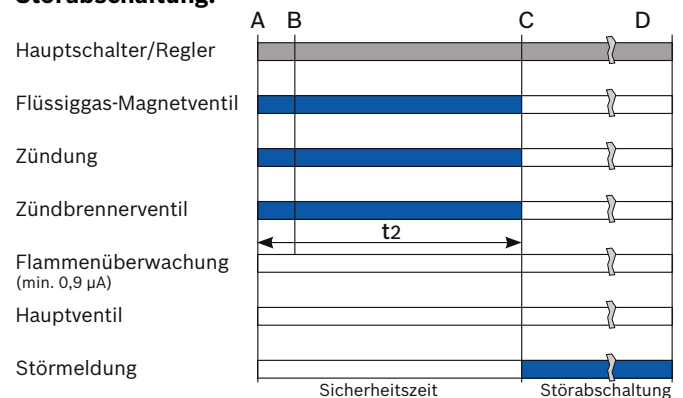 Störabschaltung:
A B C D
Hauptschalter/Regler
Flüssiggas-Magnetventil
Zündung
Zündbrennerventil
t2
Flammenüberwachung
(min. 0,9 µA)
Hauptventil
Störmeldung
Sicherheitszeit Störabschaltung